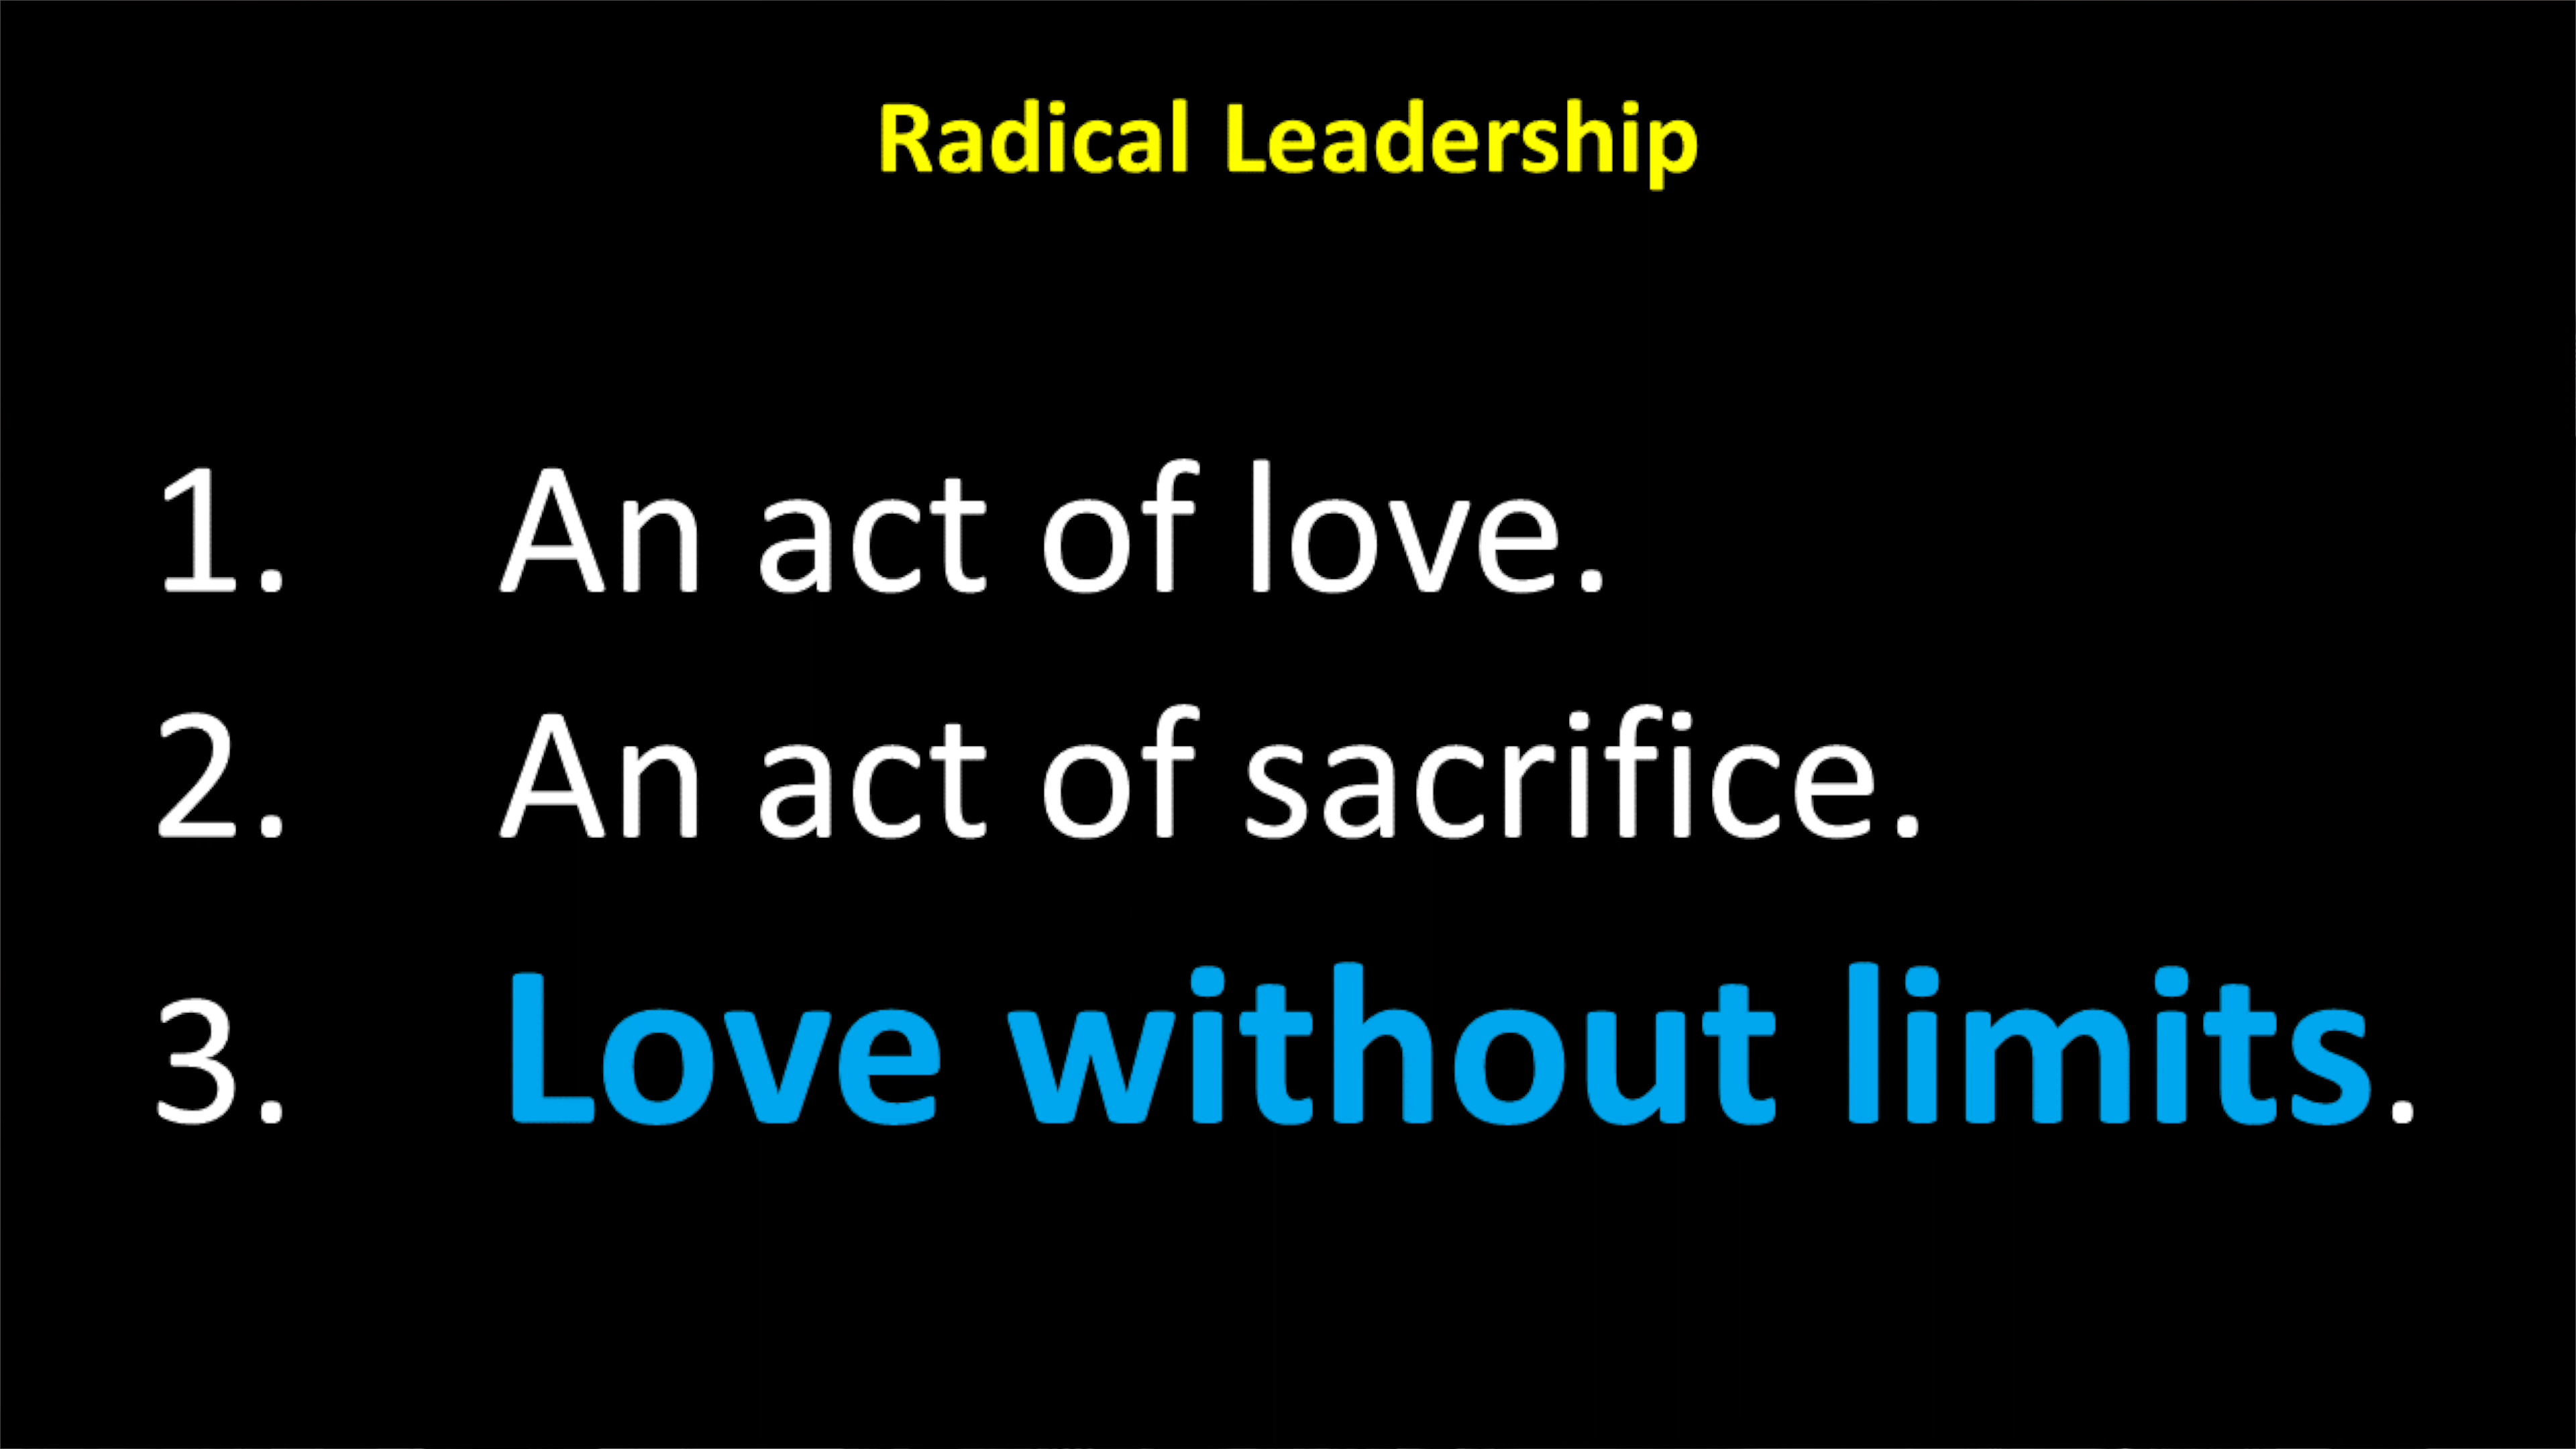 Radical Leadership
1. An act of love.
2. An act of sacrifice.
3. Love without limits.